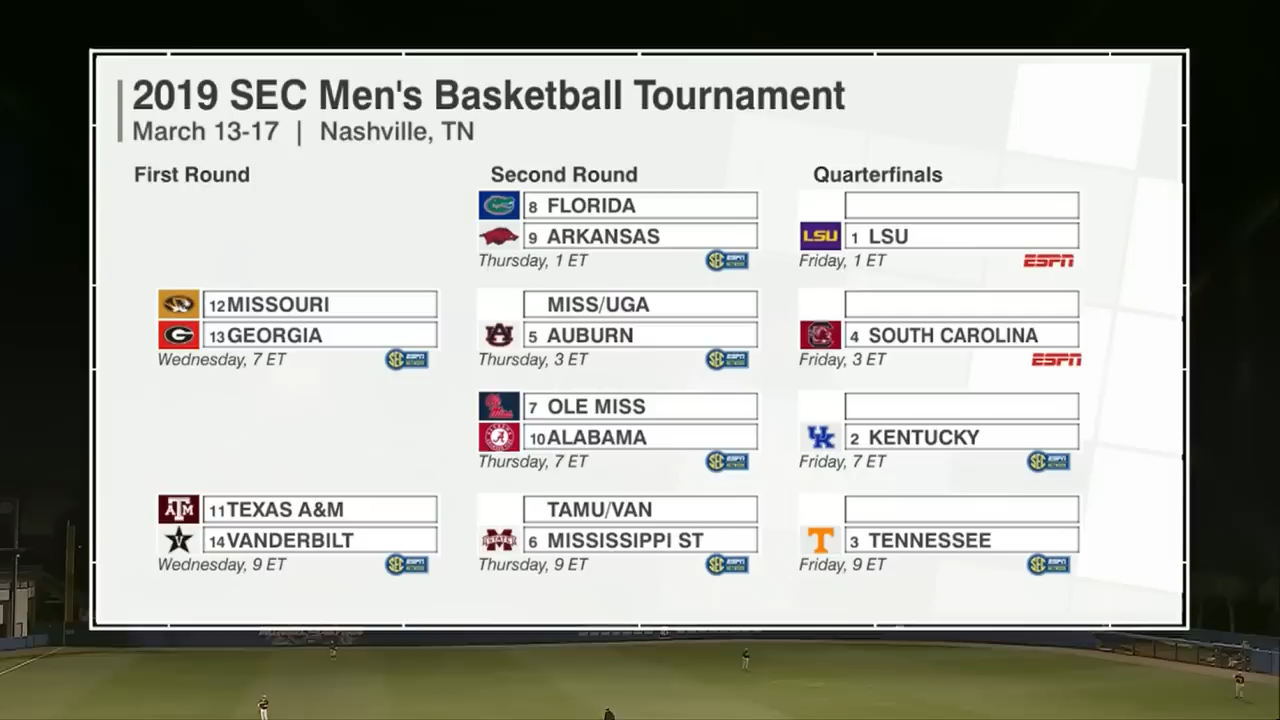 2019 SEC Men's Basketball Tournament
March 13-17 | Nashville, TN
First Round
12 MISSOURI
13 GEORGIA
Wednesday, 7 ET
11 TEXAS A&M
14 VANDERBILT
Wednesday, 9 ET
Second Round
8 FLORIDA
9 ARKANSAS
Thursday, 1 ET
MISS/UGA
5 AUBURN
Thursday, 3 ET
7 OLE MISS
10 ALABAMA
Thursday, 7 ET
TAMU/VAN
6 MISSISSIPPI ST
Thursday, 9 ET
Quarterfinals
LSU
1 LSU
Friday, 1 ET
ESPN
4 SOUTH CAROLINA
Friday, 3 ET
ESPN
2 KENTUCKY
Friday, 7 ET
3 TENNESSEE
Friday, 9 ET